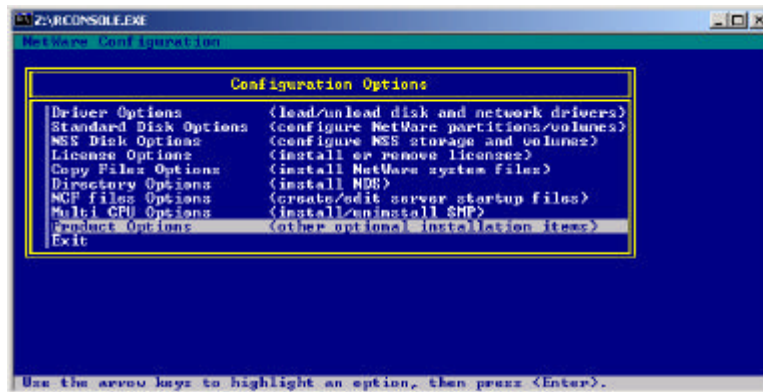 Z:\RCONSOLE.EXE
NetWare Configuration
Configuration Options
Driver Options (load/unload disk and network drivers)
Standard Disk Options (configure NetWare partitions/volumes)
NSS Disk Options (configure NSS storage and volumes)
License Options (install or remove licenses)
Copy Files Options (install NetWare system files)
Directory Options (install NDS)
NCF files Options (create/edit server startup files)
Multi CPU Options (install/uninstall SMP)
Product Options (other optional installation items)
Exit
Use the arrow keys to highlight an option, then press <Enter>.